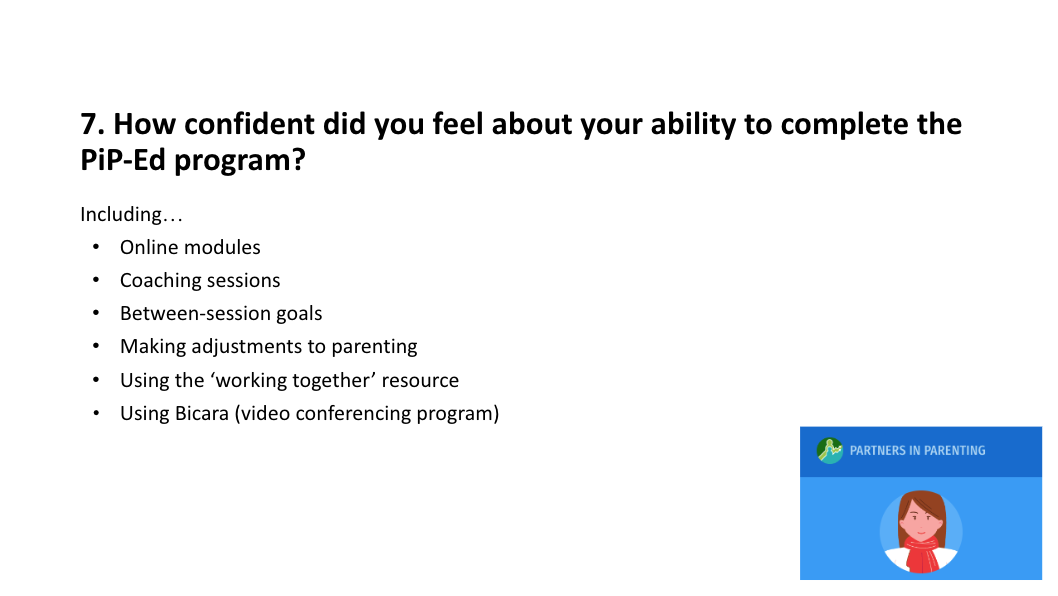 7. How confident did you feel about your ability to complete the
PiP-Ed program?
Including…
• Online modules
• Coaching sessions
• Between-session goals
• Making adjustments to parenting
• Using the ‘working together’ resource
• Using Bicara (video conferencing program)
PARTNERS IN PARENTING